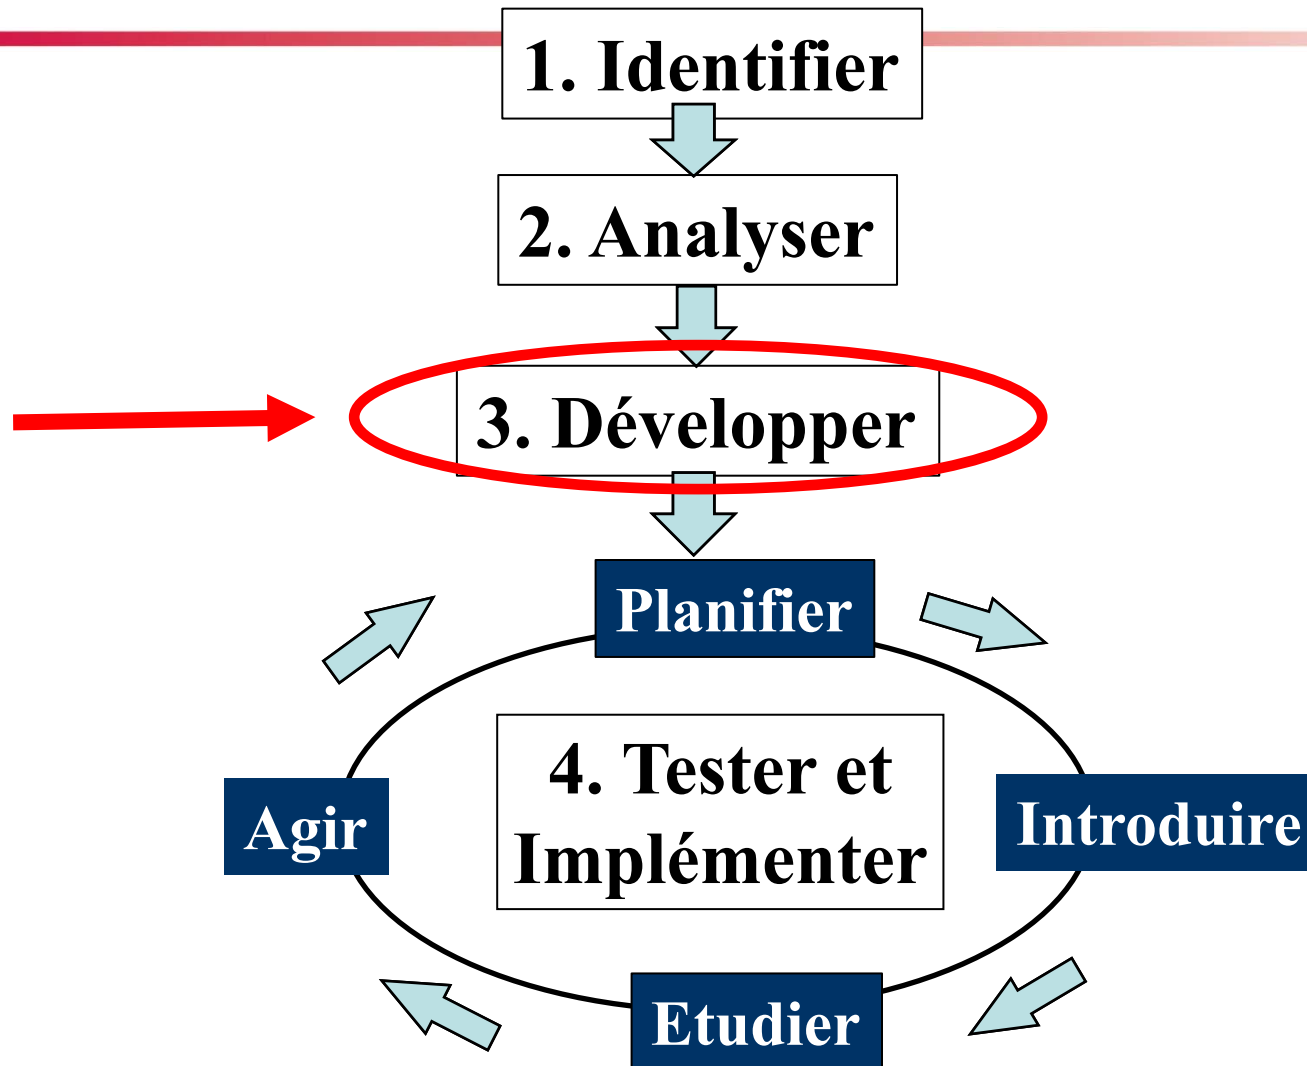 1. Identifier
2. Analyser
3. Développer
Planifier
4. Tester et
Implémenter
Agir
Introduire
Etudier